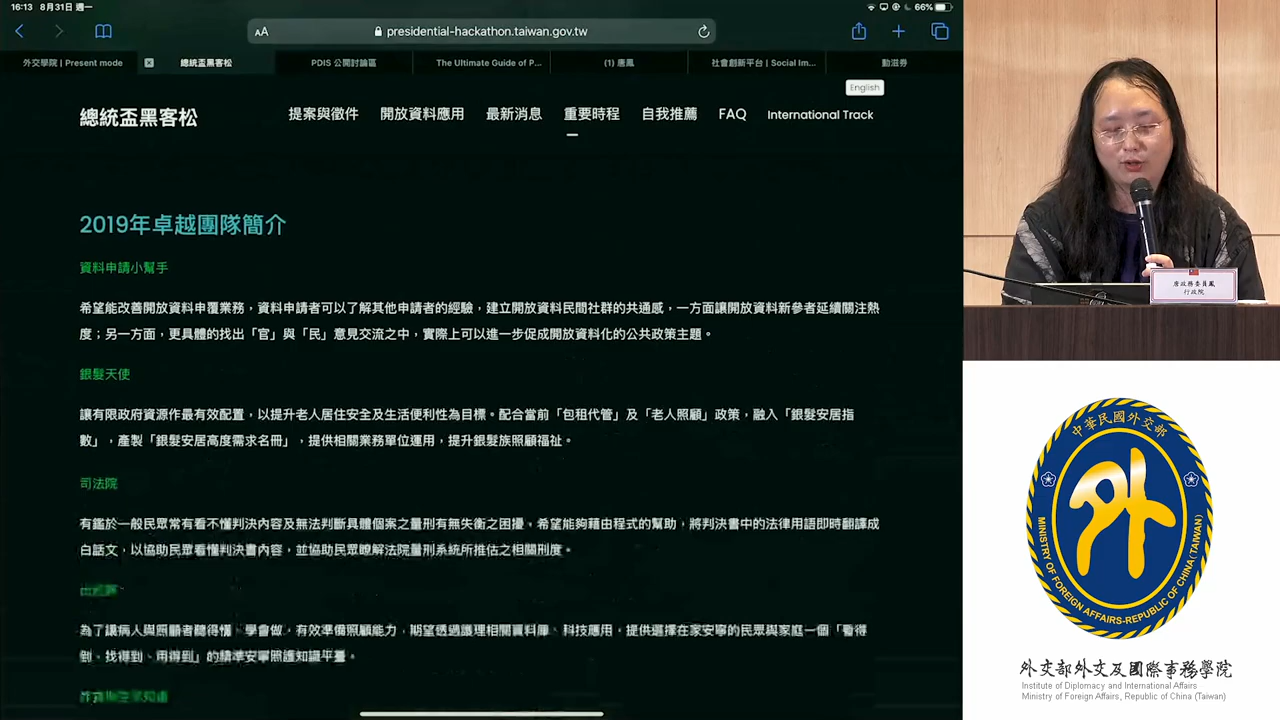 16:13 8月31日 週一
66%
AA presidential-hackathon.taiwan.gov.tw
外交學院 | Present mode
總統盃黑客松
PDIS 公開討論區
The Ultimate Guide of P...
(1) 唐鳳
社會創新平台 | Social Im...
動滋券
English
總統盃黑客松
提案與徵件 開放資料應用 最新消息 重要時程 自我推薦 FAQ International Track
2019年卓越團隊簡介
資料申請小幫手
希望能改善開放資料申覆業務，資料申請者可以了解其他申請者的經驗，建立開放資料民間社群的共通感，一方面讓開放資料新參者延續關注熱
度；另一方面，更具體的找出「官」與「民」意見交流之中，實際上可以進一步促成開放資料化的公共政策主題。
銀髮天使
讓有限政府資源作最有效配置，以提升老人居住安全及生活便利性為目標。配合當前「包租代管」及「老人照顧」政策，融入「銀髮安居指
數」，產製「銀髮安居高度需求名冊」，提供相關業務單位運用，提升銀髮族照顧福祉。
司法院
有鑑於一般民眾常有看不懂判決內容及無法判斷具體個案之量刑有無失衡之困擾，希望能夠藉由程式的幫助，將判決書中的法律用語即時翻譯成
白話文，以協助民眾看懂判決書內容，並協助民眾瞭解法院量刑系統所推估之相關刑度。
為了讓病人與照顧者聽得懂、學會做，有效準備照顧能力，期望透過護理相關資料庫、科技應用，提供選擇在家安寧的民眾與家庭一個「看得
到、找得到、用得到」的精準安寧照護知識平臺。
唐政務委員鳳
行政院
中華民國外交部
外
MINISTRY OF FOREIGN AFFAIRS-REPUBLIC OF CHINA(TAIWAN)
外交部外交及國際事務學院
Institute of Diplomacy and International Affairs
Ministry of Foreign Affairs, Republic of China (Taiwan)